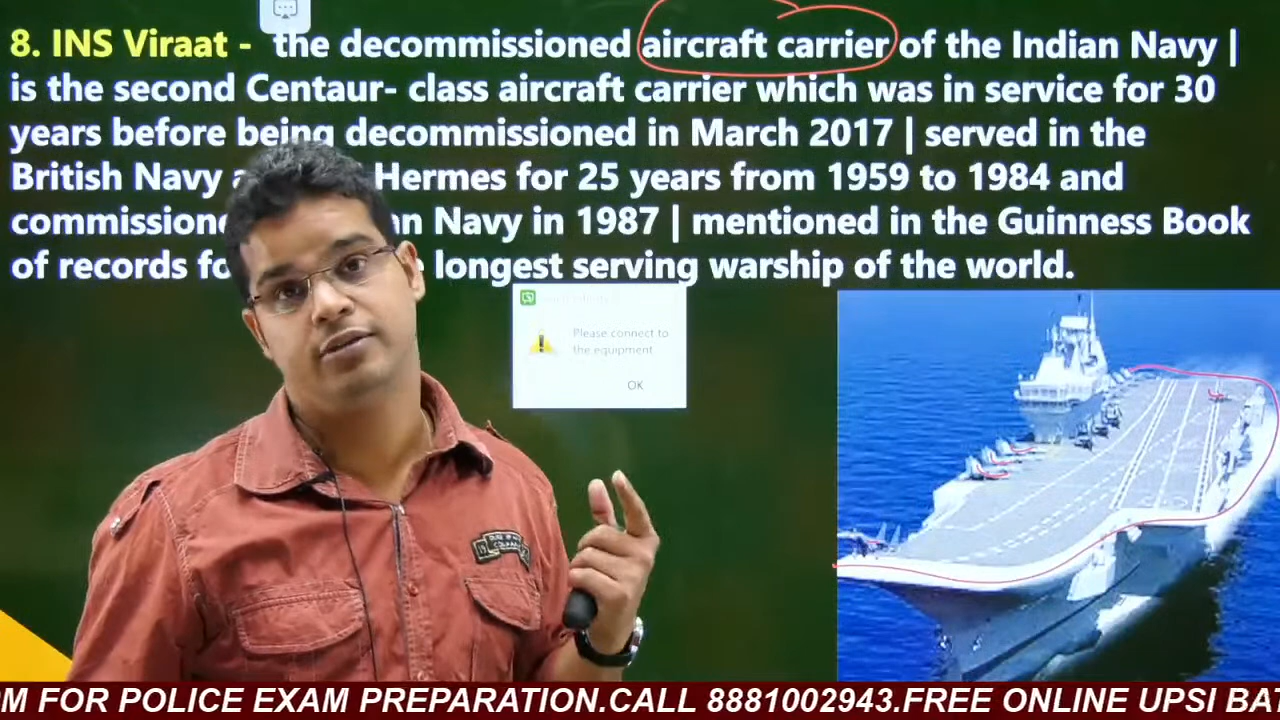 8. INS Viraat - the decommissioned aircraft carrier of the Indian Navy |
is the second Centaur- class aircraft carrier which was in service for 30
years before being decommissioned in March 2017 | served in the
British Navy Hermes for 25 years from 1959 to 1984 and
commissione an Navy in 1987 | mentioned in the Guinness Book
of records fo longest serving warship of the world.
Please connect to
the equipment
OK
OM FOR POLICE EXAM PREPARATION.CALL 8881002943.FREE ONLINE UPSI BAT